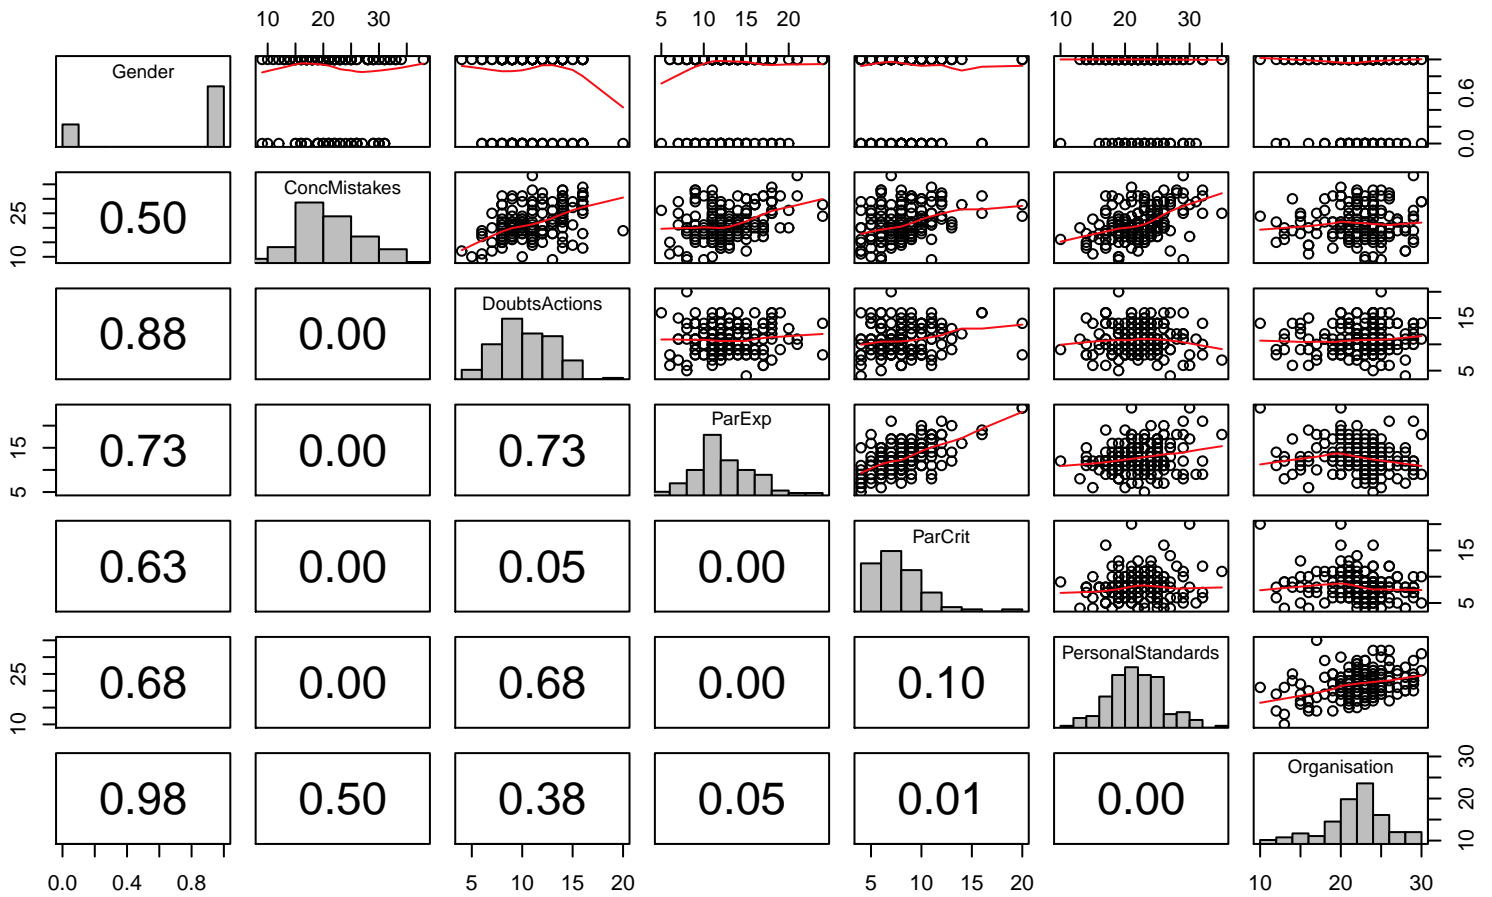 10 20 30 5 10 15 20 10 20 30
Gender 0.0 0.6
10 25 0.50 ConcMistakes
0.88 0.00 DoubtsActions 5 15
5 15 0.73 0.00 0.73 ParExp
0.63 0.00 0.05 0.00 ParCrit 5 15
10 25 0.68 0.00 0.68 0.00 0.10 PersonalStandards
0.98 0.50 0.38 0.05 0.01 0.00 Organisation 10 20 30
0.0 0.4 0.8 5 10 15 20 5 10 15 20 10 20 30